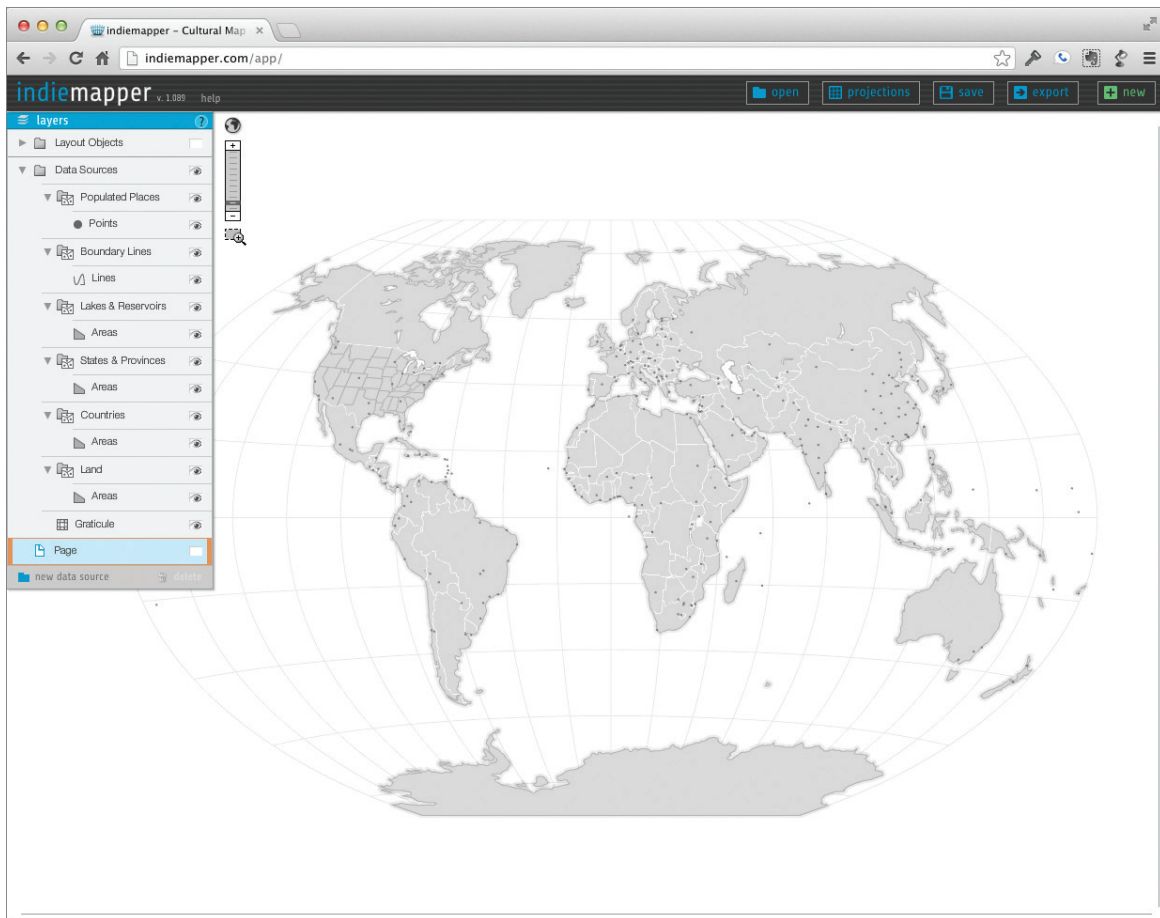 indiemapper - Cultural Map
indiemapper.com/app/
indiemapper v. 1.089 help
open projections save export new
layers ?
Layout Objects
Data Sources
Populated Places
Points
Boundary Lines
Lines
Lakes & Reservoirs
Areas
States & Provinces
Areas
Countries
Areas
Land
Areas
Graticule
Page
new data source delete